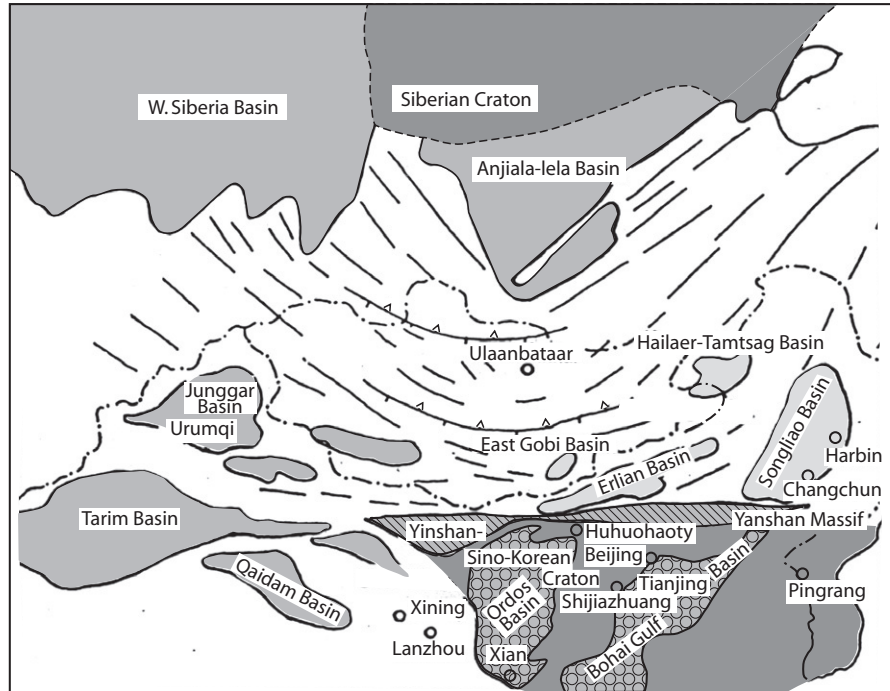 W. Siberia Basin
Siberian Craton
Anjiala-lela Basin
Ulaanbataar
Hailaer-Tamtsag Basin
Junggar
Basin
Urumqi
East Gobi Basin
Erlian Basin
Songliao Basin
Harbin
Changchun
Tarim Basin
Yinshan-
Huhuohaoty
Yanshan Massif
Sino-Korean
Craton
Beijing
Qaidam Basin
Ordos
Basin
Shijiazhuang
Tianjing
Bohai Gulf
Basin
Pingrang
Xining
Lanzhou
Xian